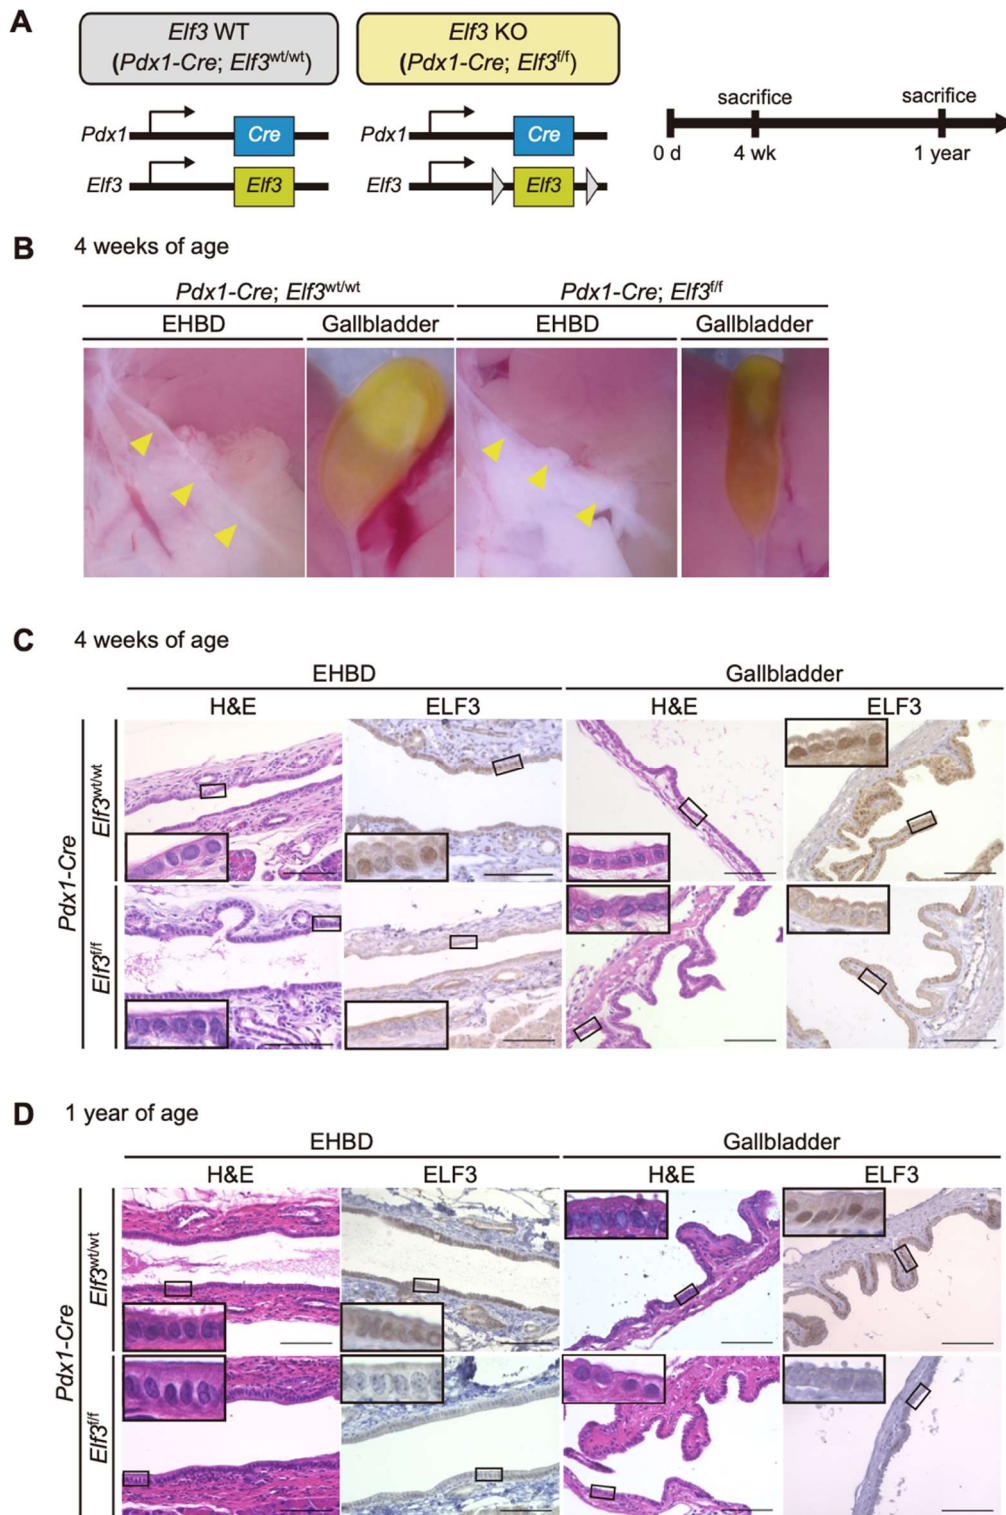 A
Elf3 WT
(Pdx1-Cre; Elf3wt/wt)
Elf3 KO
(Pdx1-Cre; Elf3f/f)
Pdx1 Cre
Elf3 Elf3
Pdx1 Cre
Elf3 Elf3
sacrifice sacrifice
0 d 4 wk 1 year
B 4 weeks of age
Pdx1-Cre; Elf3wt/wt Pdx1-Cre; Elf3f/f
EHBD Gallbladder EHBD Gallbladder
C 4 weeks of age
EHBD Gallbladder
H&E ELF3 H&E ELF3
Pdx1-Cre
Elf3wt/wt
Elf3f/f
D 1 year of age
EHBD Gallbladder
H&E ELF3 H&E ELF3
Pdx1-Cre
Elf3wt/wt
Elf3f/f